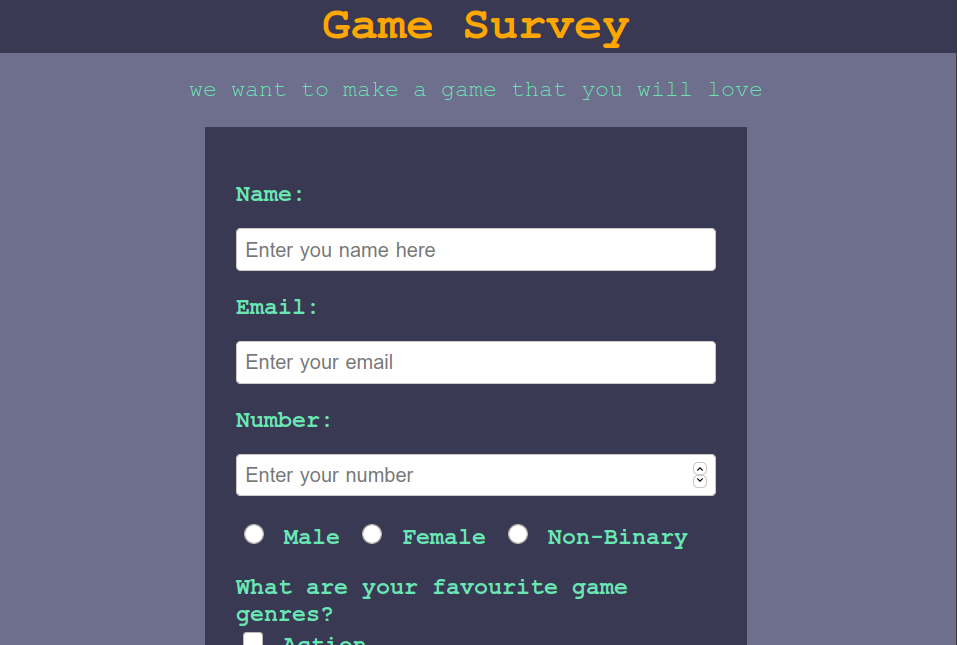 Game Survey
we want to make a game that you will love
Name:
Enter you name here
Email:
Enter your email
Number:
Enter your number
Male Female Non-Binary
What are your favourite game
genres?
Action